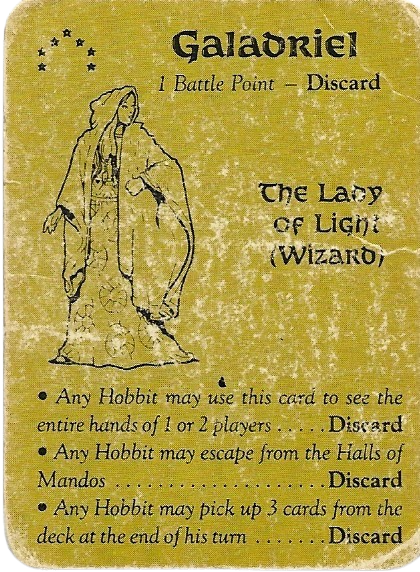 Galadriel
1 Battle Point – Discard
The Lady
of Light
(Wizard)
• Any Hobbit may use this card to see the
entire hands of 1 or 2 players . . . . . Discard
• Any Hobbit may escape from the Halls of
Mandos . . . . . . . . . . . . . . . . . . . . . . Discard
• Any Hobbit may pick up 3 cards from the
deck at the end of his turn . . . . . . . Discard